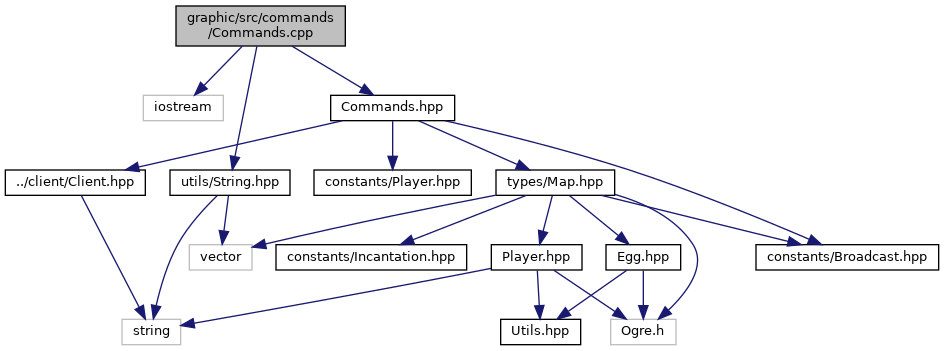 graphic/src/commands
/Commands.cpp
iostream
Commands.hpp
../client/Client.hpp
utils/String.hpp
constants/Player.hpp
types/Map.hpp
vector
constants/Incantation.hpp
Player.hpp
Egg.hpp
constants/Broadcast.hpp
string
Utils.hpp
Ogre.h